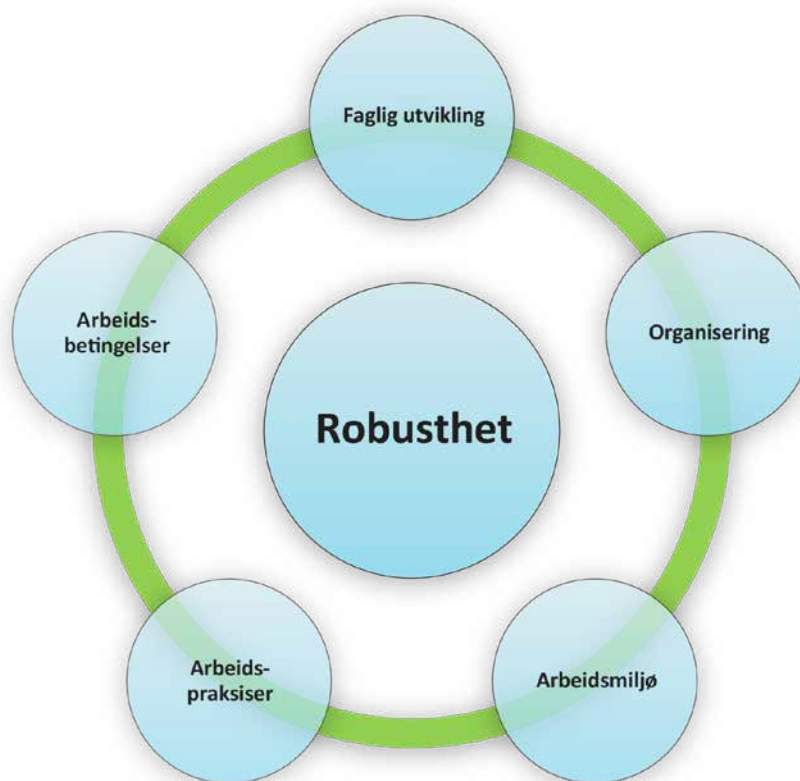 Faglig utvikling
Arbeids-
betingelser
Organisering
Robusthet
Arbeids-
praksiser
Arbeidsmiljø